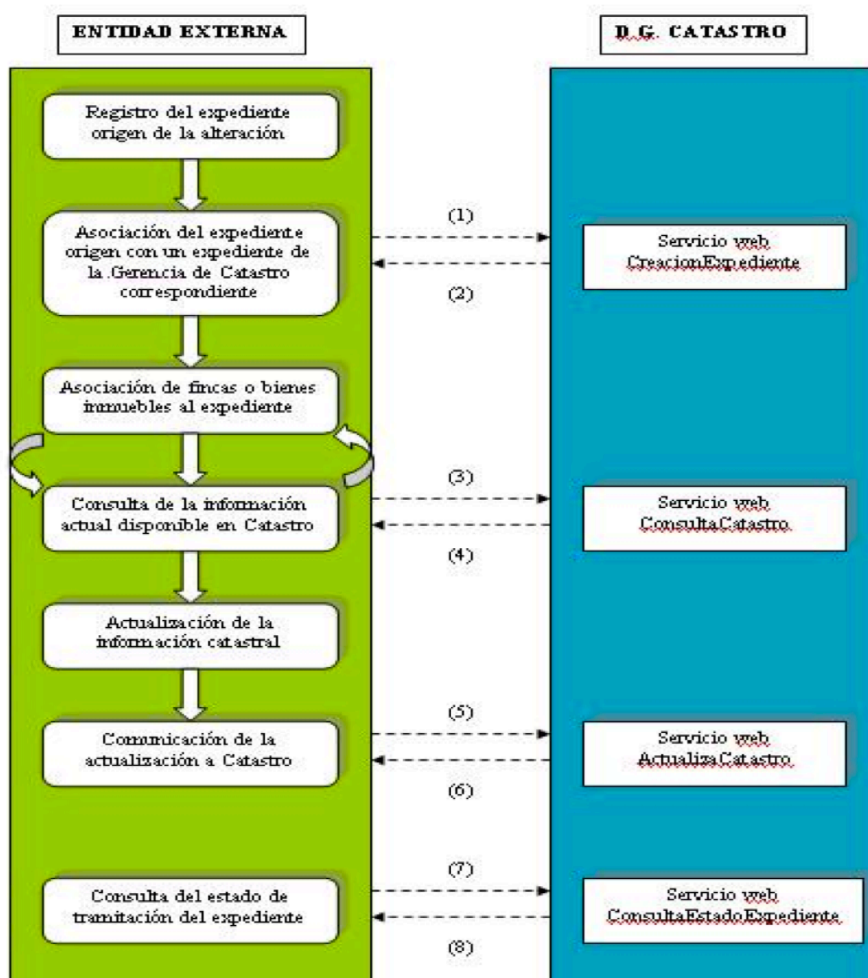 ENTIDAD EXTERNA
D.G. CATASTRO
Registro del expediente
origen de la alteración
Asociación del expediente
origen con un expediente de
la .Gerencia de Catastro
correspondiente
(1)
(2)
Servicio web
CreacionExpediente
Asociación de fincas o bienes
inmuebles al expediente
Consulta de la información
actual disponible en Catastro
(3)
(4)
Servicio web
ConsultaCatastro
Actualización de la
información catastral
Comunicación de la
actualización a Catastro
(5)
(6)
Servicio web
ActualizaCatastro
Consulta del estado de
tramitación del expediente
(7)
(8)
Servicio web
ConsultaEstadoExpediente